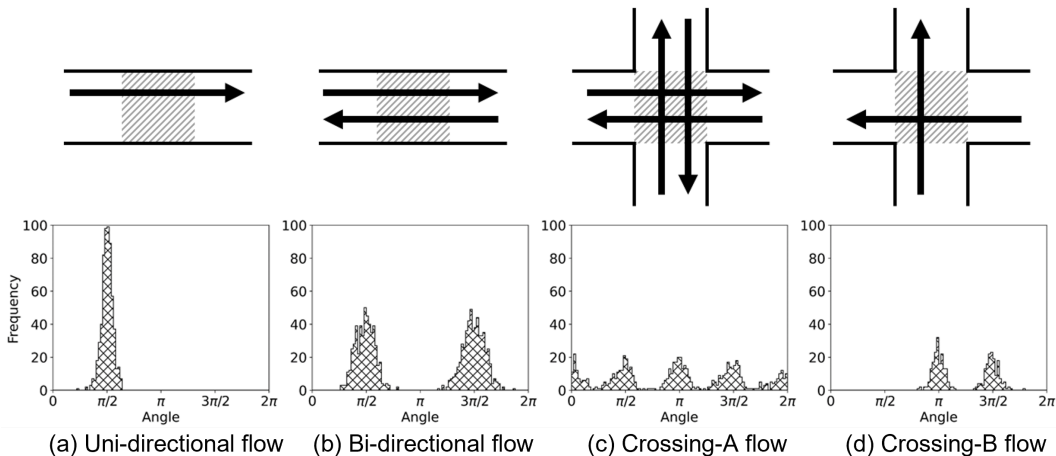 100 100 100 100
80 80 80 80
60 60 60 60
40 40 40 40
20 20 20 20
0 0 0 0
Frequency
0 π/2 π 3π/2 2π 0 π/2 π 3π/2 2π 0 π/2 π 3π/2 2π 0 π/2 π 3π/2 2π
Angle Angle Angle Angle
(a) Uni-directional flow (b) Bi-directional flow (c) Crossing-A flow (d) Crossing-B flow